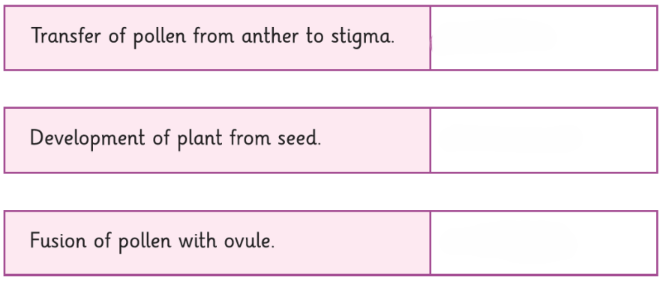 Transfer of pollen from anther to stigma.
Development of plant from seed.
Fusion of pollen with ovule.